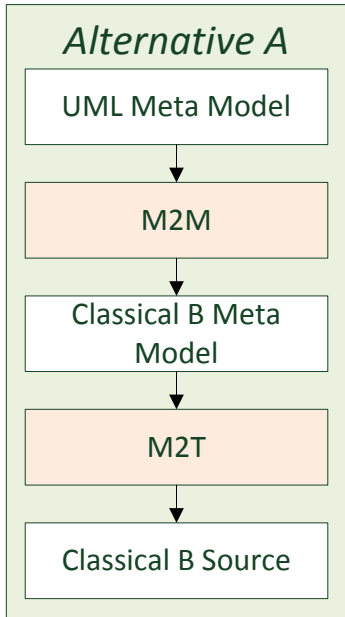 Alternative A
UML Meta Model
M2M
Classical B Meta
Model
M2T
Classical B Source